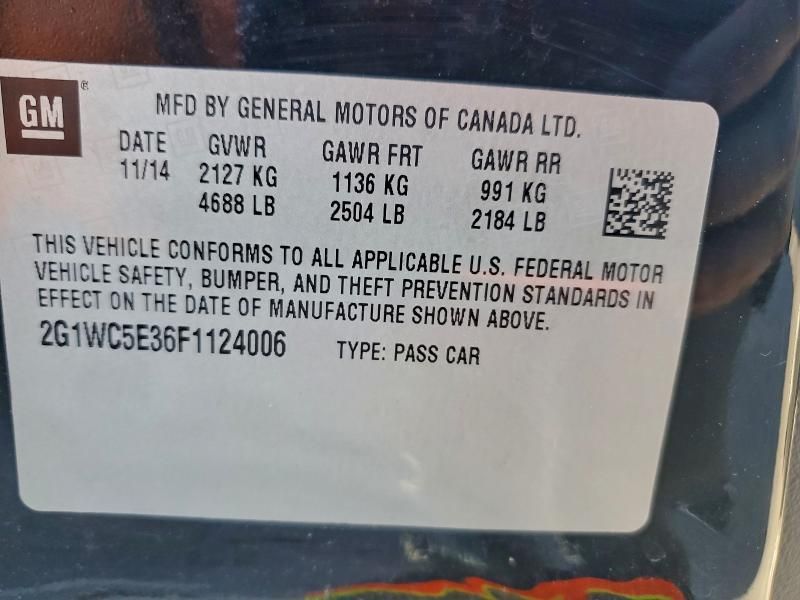 GM ®
MFD BY GENERAL MOTORS OF CANADA LTD.
DATE GVWR GAWR FRT GAWR RR
11/14 2127 KG 1136 KG 991 KG
4688 LB 2504 LB 2184 LB
THIS VEHICLE CONFORMS TO ALL APPLICABLE U.S. FEDERAL MOTOR
VEHICLE SAFETY, BUMPER, AND THEFT PREVENTION STANDARDS IN
EFFECT ON THE DATE OF MANUFACTURE SHOWN ABOVE.
2G1WC5E36F1124006 TYPE: PASS CAR